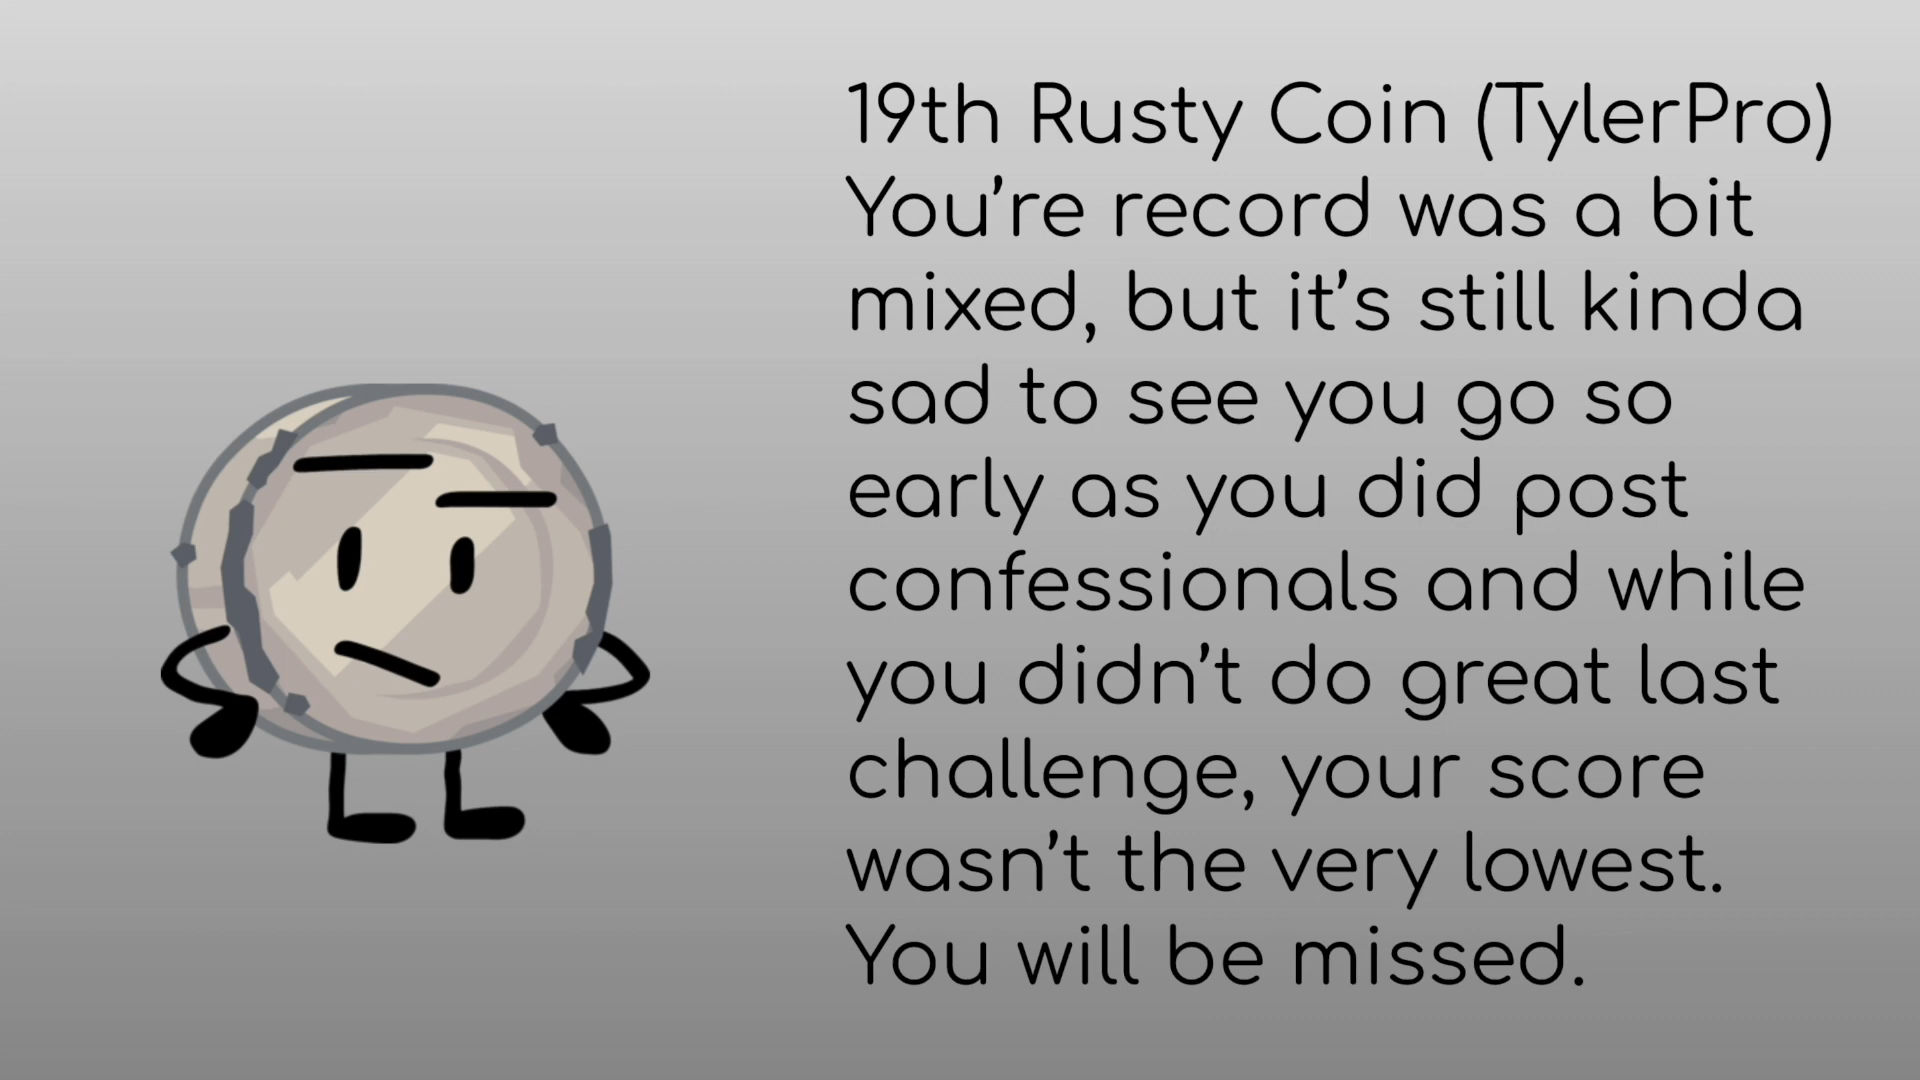 19th Rusty Coin (TylerPro)
You’re record was a bit
mixed, but it’s still kinda
sad to see you go so
early as you did post
confessionals and while
you didn’t do great last
challenge, your score
wasn’t the very lowest.
You will be missed.